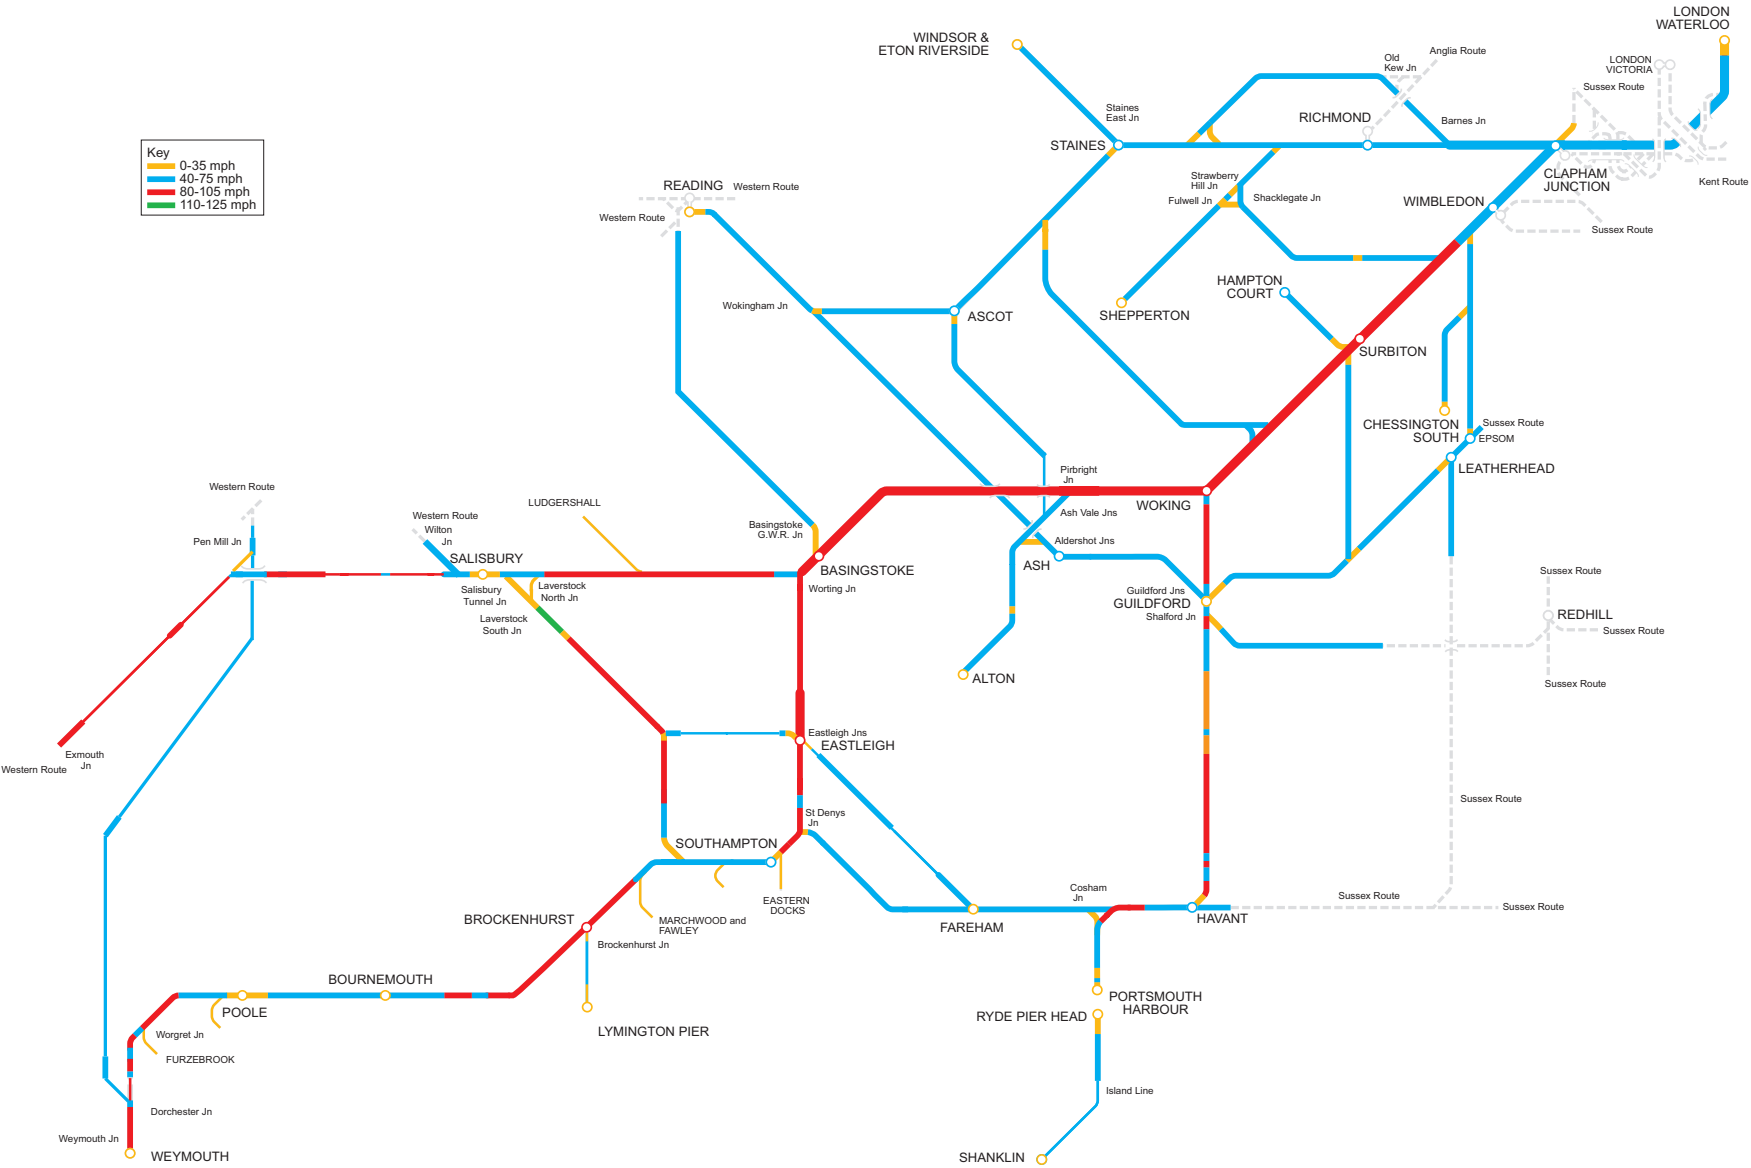 LONDON
WATERLOO
WINDSOR &
ETON RIVERSIDE
Old
Kew Jn
Anglia Route
LONDON
VICTORIA
Sussex Route
Staines
East Jn
RICHMOND
Barnes Jn
STAINES
Key
0-35 mph
40-75 mph
80-105 mph
110-125 mph
CLAPHAM
JUNCTION
Kent Route
READING
Western Route
Western Route
Strawberry
Hill Jn
Fulwell Jn
Shacklegate Jn
WIMBLEDON
Sussex Route
HAMPTON
COURT
Wokingham Jn
ASCOT
SHEPPERTON
SURBITON
CHESSINGTON
SOUTH
Sussex Route
EPSOM
LEATHERHEAD
Western Route
Pen Mill Jn
Western Route
Wilton
Jn
LUDGERSHALL
Basingstoke
G.W.R. Jn
Pirbright
Jn
WOKING
Ash Vale Jns
Aldershot Jns
SALISBURY
ASH
BASINGSTOKE
Worting Jn
Salisbury
Tunnel Jn
Laverstock
North Jn
Laverstock
South Jn
Guildford Jns
GUILDFORD
Shalford Jn
Sussex Route
REDHILL
Sussex Route
Sussex Route
ALTON
Eastleigh Jns
EASTLEIGH
Exmouth
Jn
Western Route
Sussex Route
St Denys
Jn
SOUTHAMPTON
EASTERN
DOCKS
MARCHWOOD and
FAWLEY
BROCKENHURST
Brockenhurst Jn
Cosham
Jn
FAREHAM
HAVANT
Sussex Route
Sussex Route
BOURNEMOUTH
POOLE
LYMINGTON PIER
PORTSMOUTH
HARBOUR
RYDE PIER HEAD
Worgret Jn
FURZEBROOK
Island Line
Dorchester Jn
Weymouth Jn
WEYMOUTH
SHANKLIN